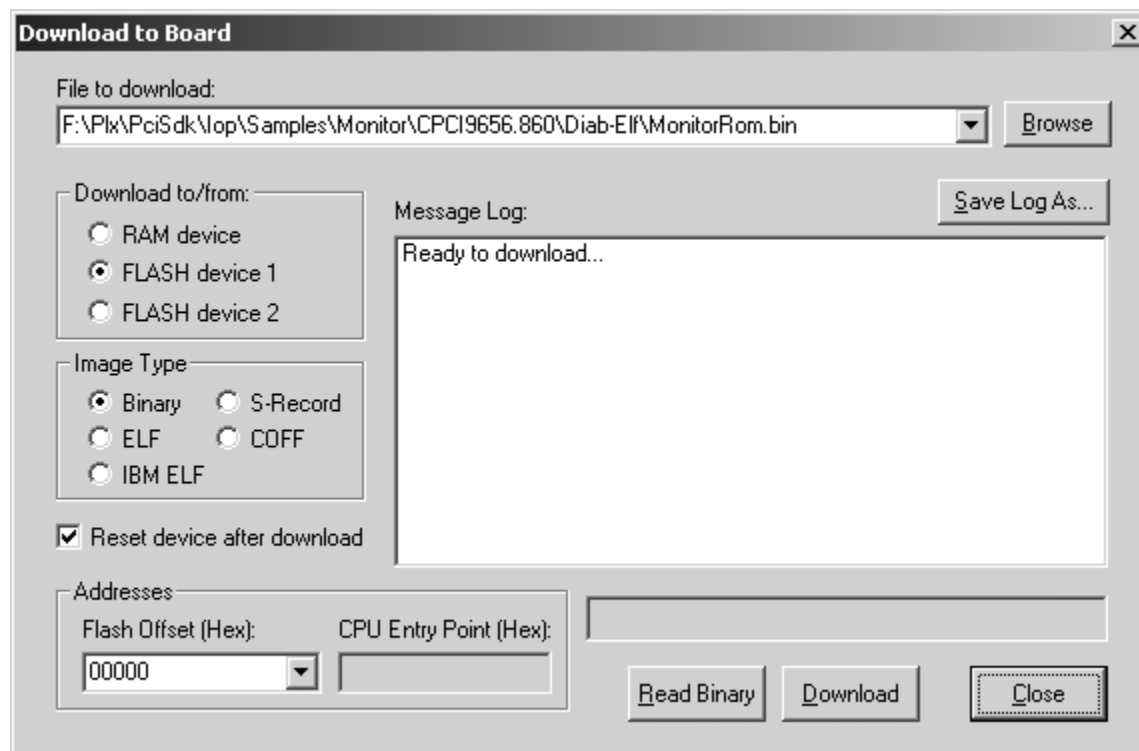 Download to Board
File to download:
F:\Plx\PciSdk\Iop\Samples\Monitor\CPCI9656.860\Diab-Elf\MonitorRom.bin
Browse
Download to/from:
RAM device
FLASH device 1
FLASH device 2
Save Log As...
Message Log:
Ready to download...
Image Type
Binary S-Record
ELF COFF
IBM ELF
Reset device after download
Addresses
Flash Offset (Hex): CPU Entry Point (Hex):
00000
Read Binary Download Close